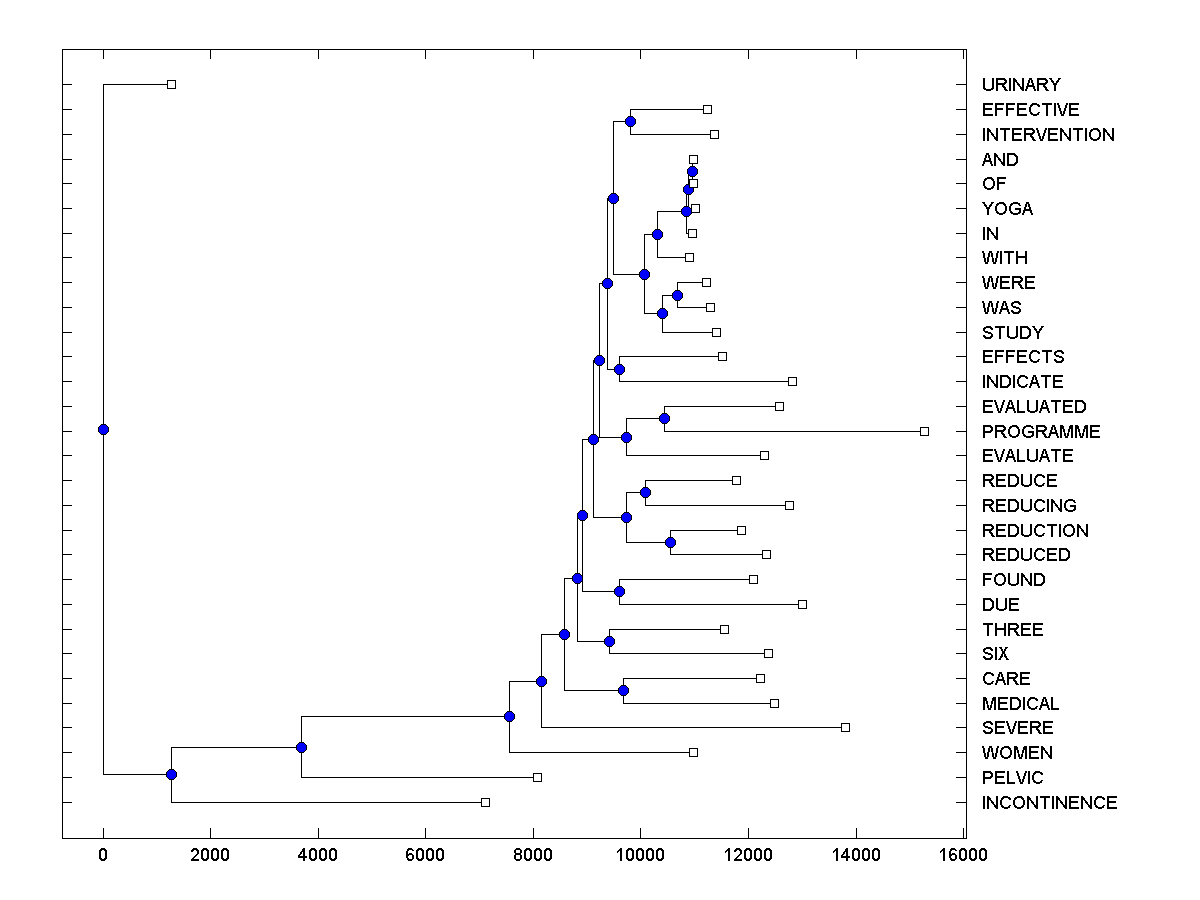 URINARY
EFFECTIVE
INTERVENTION
AND
OF
YOGA
IN
WITH
WERE
WAS
STUDY
EFFECTS
INDICATE
EVALUATED
PROGRAMME
EVALUATE
REDUCE
REDUCING
REDUCTION
REDUCED
FOUND
DUE
THREE
SIX
CARE
MEDICAL
SEVERE
WOMEN
PELVIC
INCONTINENCE
0 2000 4000 6000 8000 10000 12000 14000 16000